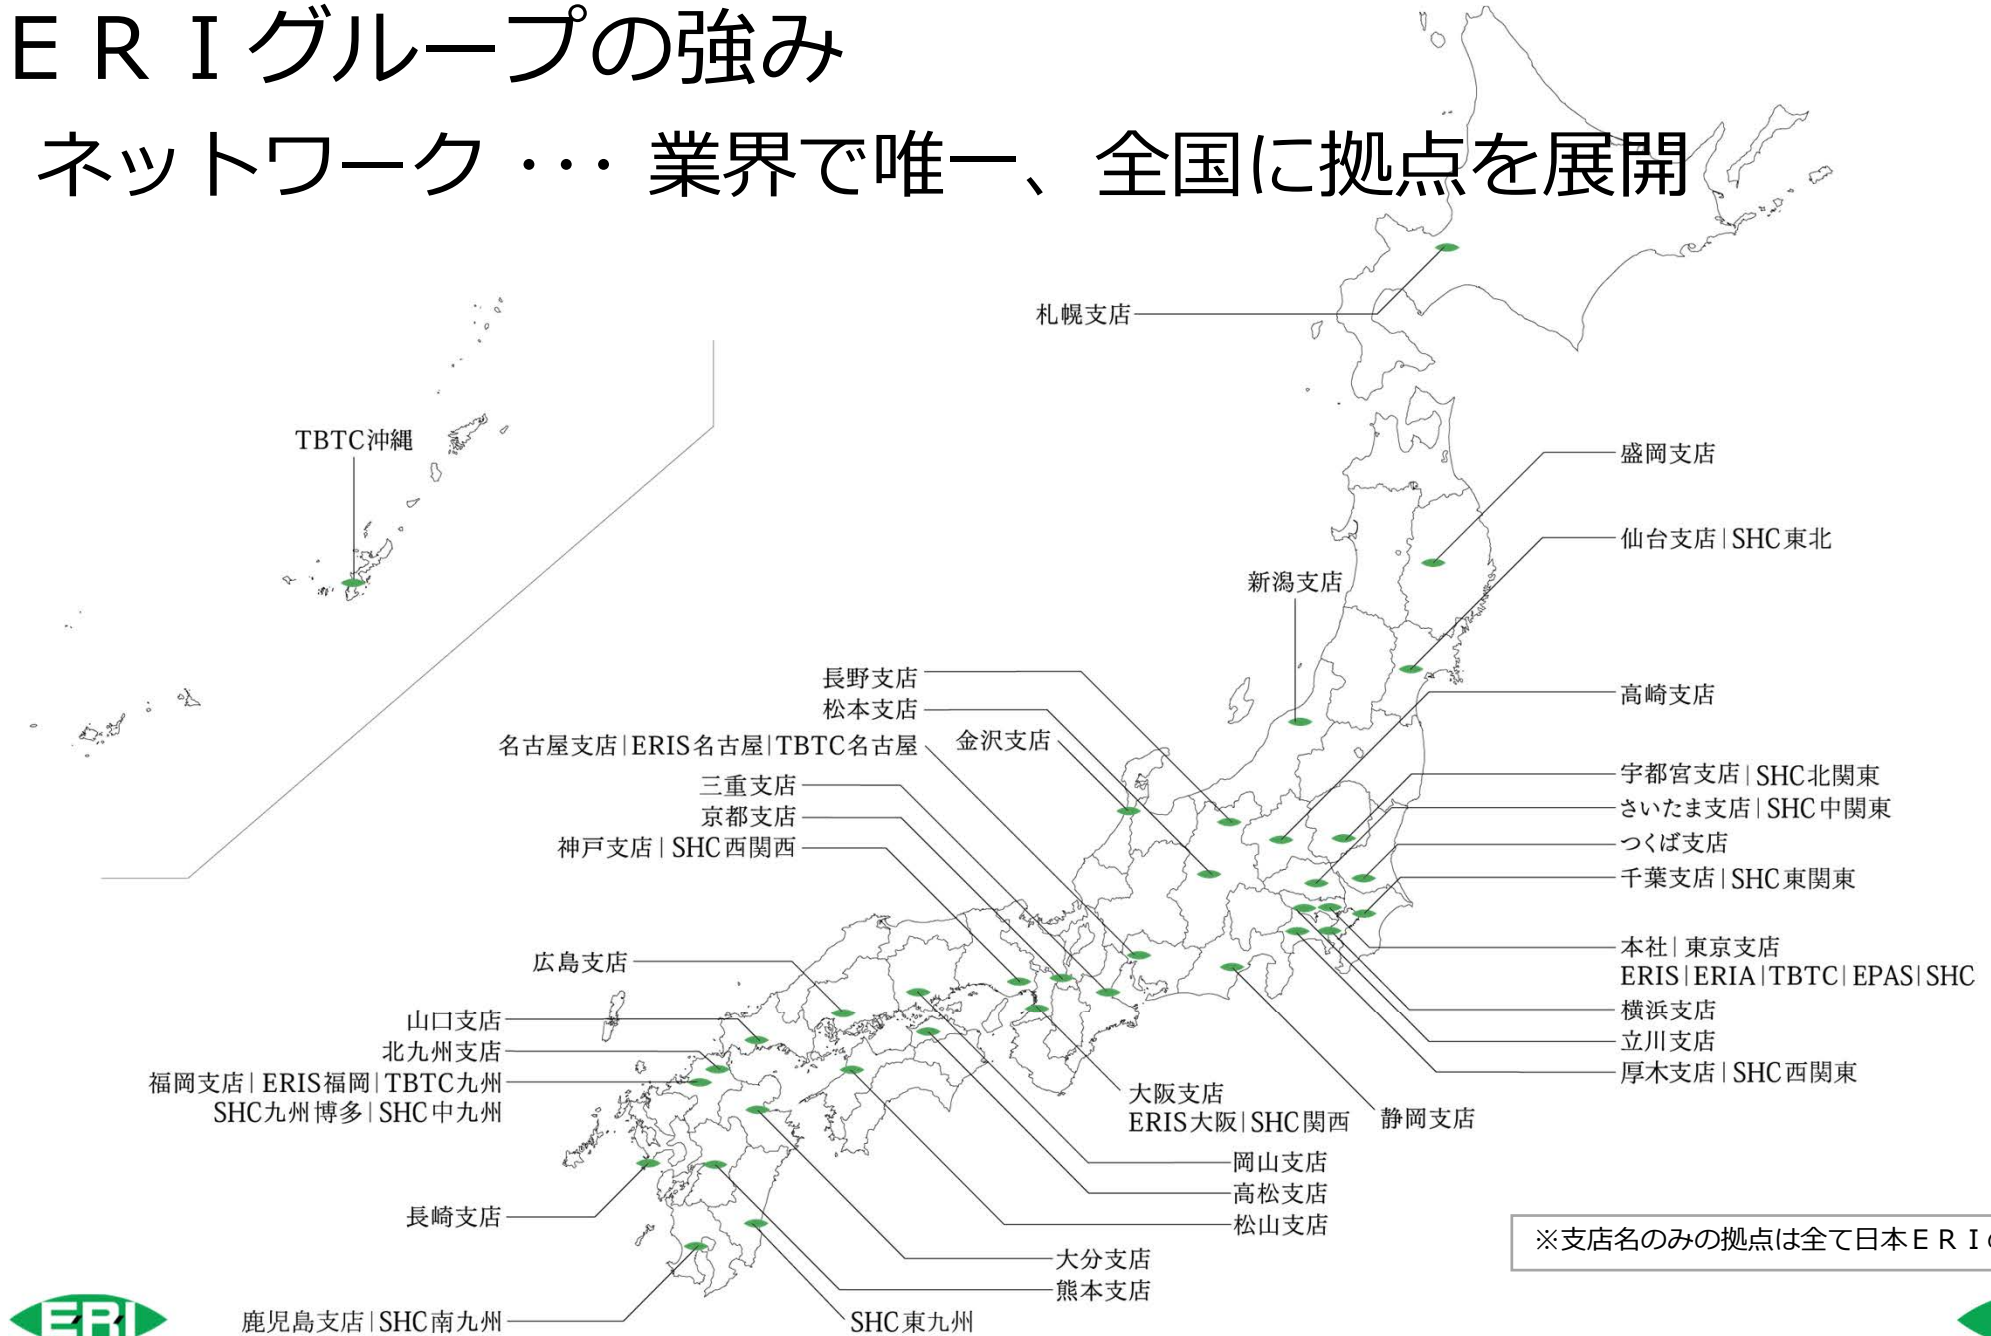 ＥＲＩグループの強み
ネットワーク ･･･ 業界で唯一、全国に拠点を展開
札幌支店
TBTC沖縄
盛岡支店
仙台支店 | SHC東北
新潟支店
長野支店
高崎支店
松本支店
金沢支店
名古屋支店 | ERIS名古屋 | TBTC名古屋
三重支店
宇都宮支店 | SHC北関東
さいたま支店 | SHC中関東
京都支店
つくば支店
神戸支店 | SHC西関西
千葉支店 | SHC東関東
本社 | 東京支店
ERIS | ERIA | TBTC | EPAS | SHC
広島支店
横浜支店
山口支店
立川支店
北九州支店
厚木支店 | SHC西関東
福岡支店 | ERIS福岡 | TBTC九州
SHC九州博多 | SHC中九州
大阪支店
ERIS大阪 | SHC関西
静岡支店
岡山支店
高松支店
長崎支店
松山支店
※支店名のみの拠点は全て日本ＥＲＩ
大分支店
熊本支店
鹿児島支店 | SHC南九州
SHC東九州
ERI